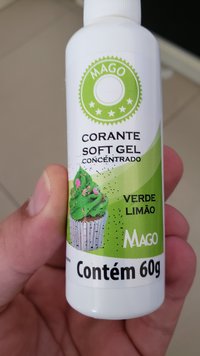 MAGO
CORANTE
SOFT GEL
CONCENTRADO
VERDE
LIMÃO
MAGO
Contém 60g